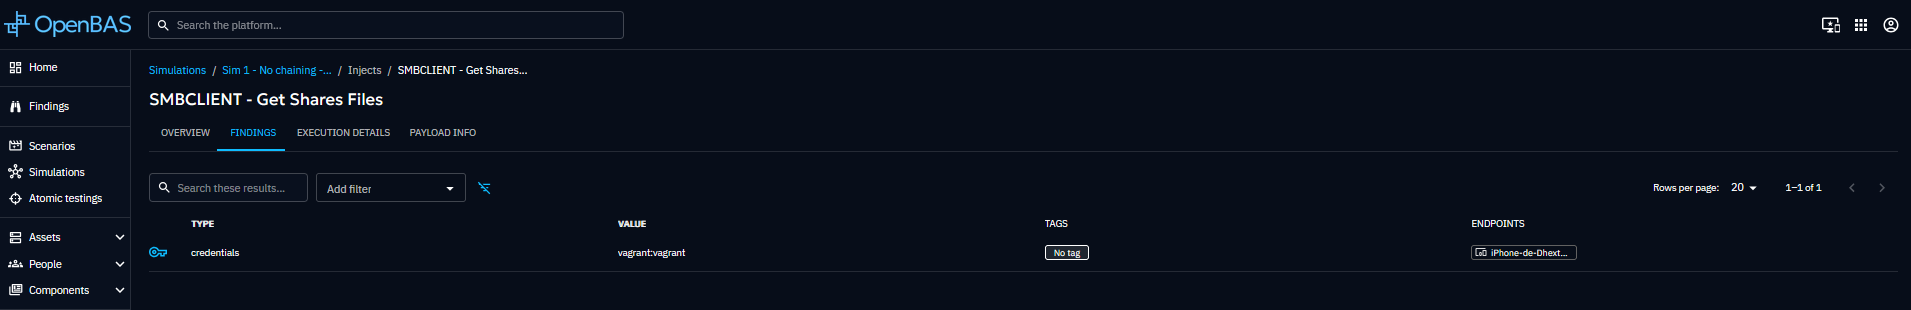 OpenBAS
Search the platform...
Home
Findings
Scenarios
Simulations
Atomic testings
Assets
People
Components
Simulations / Sim 1 - No chaining -... / Injects / SMBCLIENT - Get Shares...
SMBCLIENT - Get Shares Files
OVERVIEW FINDINGS EXECUTION DETAILS PAYLOAD INFO
Search these results... Add filter Rows per page: 20 1–1 of 1
TYPE VALUE TAGS ENDPOINTS
credentials vagrant:vagrant No tag iPhone-de-Dhext...